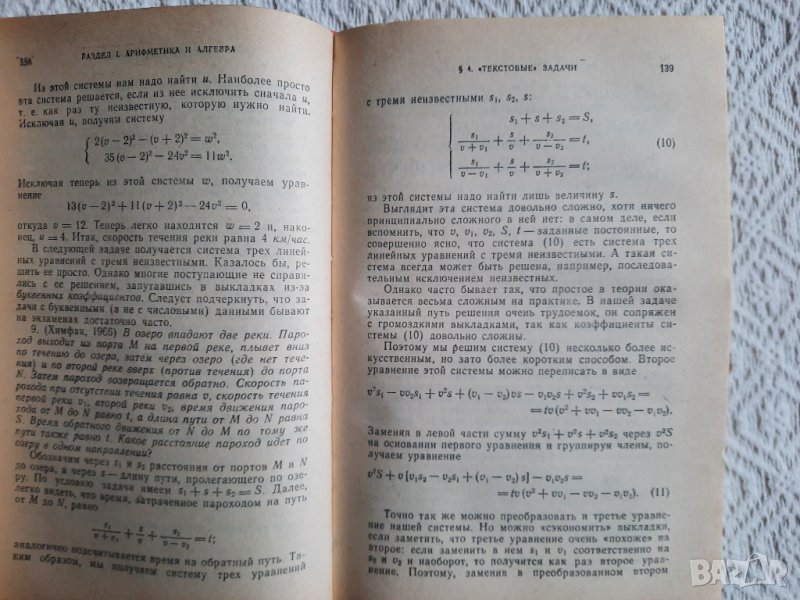 138
РАЗДЕЛ I. АРИФМЕТИКА И АЛГЕБРА
Из этой системы нам надо найти u. Наиболее просто
эта система решается, если из нее исключить сначала u,
т. е. как раз ту неизвестную, которую нужно найти.
Исключая u, получим систему
{ 2(v − 2)² − (v + 2)² = w²,
35(v − 2)² − 24v² = 11w².
Исключая теперь из этой системы w, получаем урав-
нение
13(v − 2)² + 11(v + 2)² − 24v² = 0,
откуда v = 12. Теперь легко находится w = 2 и, нако-
нец, u = 4. Итак, скорость течения реки равна 4 км/час.
В следующей задаче получается система трех линей-
ных уравнений с тремя неизвестными. Казалось бы, ре-
шить ее просто. Однако многие поступающие не справи-
лись с ее решением, запутавшись в выкладках из-за
буквенных коэффициентов. Следует подчеркнуть, что за-
дачи с буквенными (а не с числовыми) данными бывают
на экзаменах достаточно часто.
9. (Химфак, 1965) В озеро впадают две реки. Паро-
ход выходит из порта M на первой реке, плывет вниз
по течению до озера, затем через озеро (где нет тече-
ния) и по второй реке вверх (против течения) до порта
N. Затем пароход возвращается обратно. Скорость па-
рохода при отсутствии течения равна v, скорость течения
первой реки v₁, второй реки v₂, время движения паро-
хода от M до N равно t, а длина пути от M до N равна
S. Время обратного движения от N до M по тому же
пути также равно t. Какое расстояние пароход идет по
озеру в одном направлении?
Обозначим через s₁ и s₂ расстояния от портов M и N
до озера, а через s — длину пути, пролегающего по озе-
ру. По условию задачи имеем s₁ + s + s₂ = S. Далее,
легко видеть, что время, затраченное пароходом на путь
от M до N, равно
s₁/(v + v₁) + s/v + s₂/(v − v₂) = t;
аналогично подсчитывается время на обратный путь. Та-
ким образом, мы получаем систему трех уравнений
§ 4. «ТЕКСТОВЫЕ» ЗАДАЧИ
139
с тремя неизвестными s₁, s₂, s:
{ s₁ + s + s₂ = S,
s₁/(v + v₁) + s/v + s₂/(v − v₂) = t, (10)
s₁/(v − v₁) + s/v + s₂/(v + v₂) = t;
из этой системы надо найти лишь величину s.
Выглядит эта система довольно сложно, хотя ничего
принципиально сложного в ней нет: в самом деле, если
вспомнить, что v, v₁, v₂, S, t — заданные постоянные, то
совершенно ясно, что система (10) есть система трех
линейных уравнений с тремя неизвестными. А такая си-
стема всегда может быть решена, например, последова-
тельным исключением неизвестных.
Однако часто бывает так, что простое в теории ока-
зывается весьма сложным на практике. В нашей задаче
указанный путь решения очень трудоемок, он сопряжен
с громоздкими выкладками, так как коэффициенты си-
стемы (10) довольно сложны.
Поэтому мы решим систему (10) несколько более ис-
кусственным, но зато более коротким способом. Второе
уравнение этой системы можно переписать в виде
v²s₁ − vv₂s₁ + v²s + (v₁ − v₂)vs − v₁v₂s + v²s₂ + vv₁s₂ =
= tv(v² + vv₁ − vv₂ − v₁v₂).
Заменяя в левой части сумму v²s₁ + v²s + v²s₂ через v²S
на основании первого уравнения и группируя члены, по-
лучаем уравнение
v²S + v[v₁s₂ − v₂s₁ + (v₁ − v₂)s] − v₁v₂s =
= tv(v² + vv₁ − vv₂ − v₁v₂). (11)
Точно так же можно преобразовать и третье уравне-
ние нашей системы. Но можно «сэкономить» выкладки,
если заметить, что третье уравнение очень «похоже» на
второе: если заменить в нем s₁ и v₁ соответственно на
s₂ и v₂ и наоборот, то получится как раз второе урав-
нение. Поэтому, заменив в преобразованном втором
BAZAR